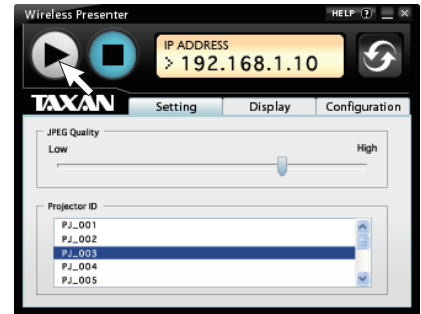 Wireless Presenter HELP ? _ ×
IP ADDRESS
> 192.168.1.10
TAXAN Setting Display Configuration
JPEG Quality
Low High
Projector ID
PJ_001
PJ_002
PJ_003
PJ_004
PJ_005